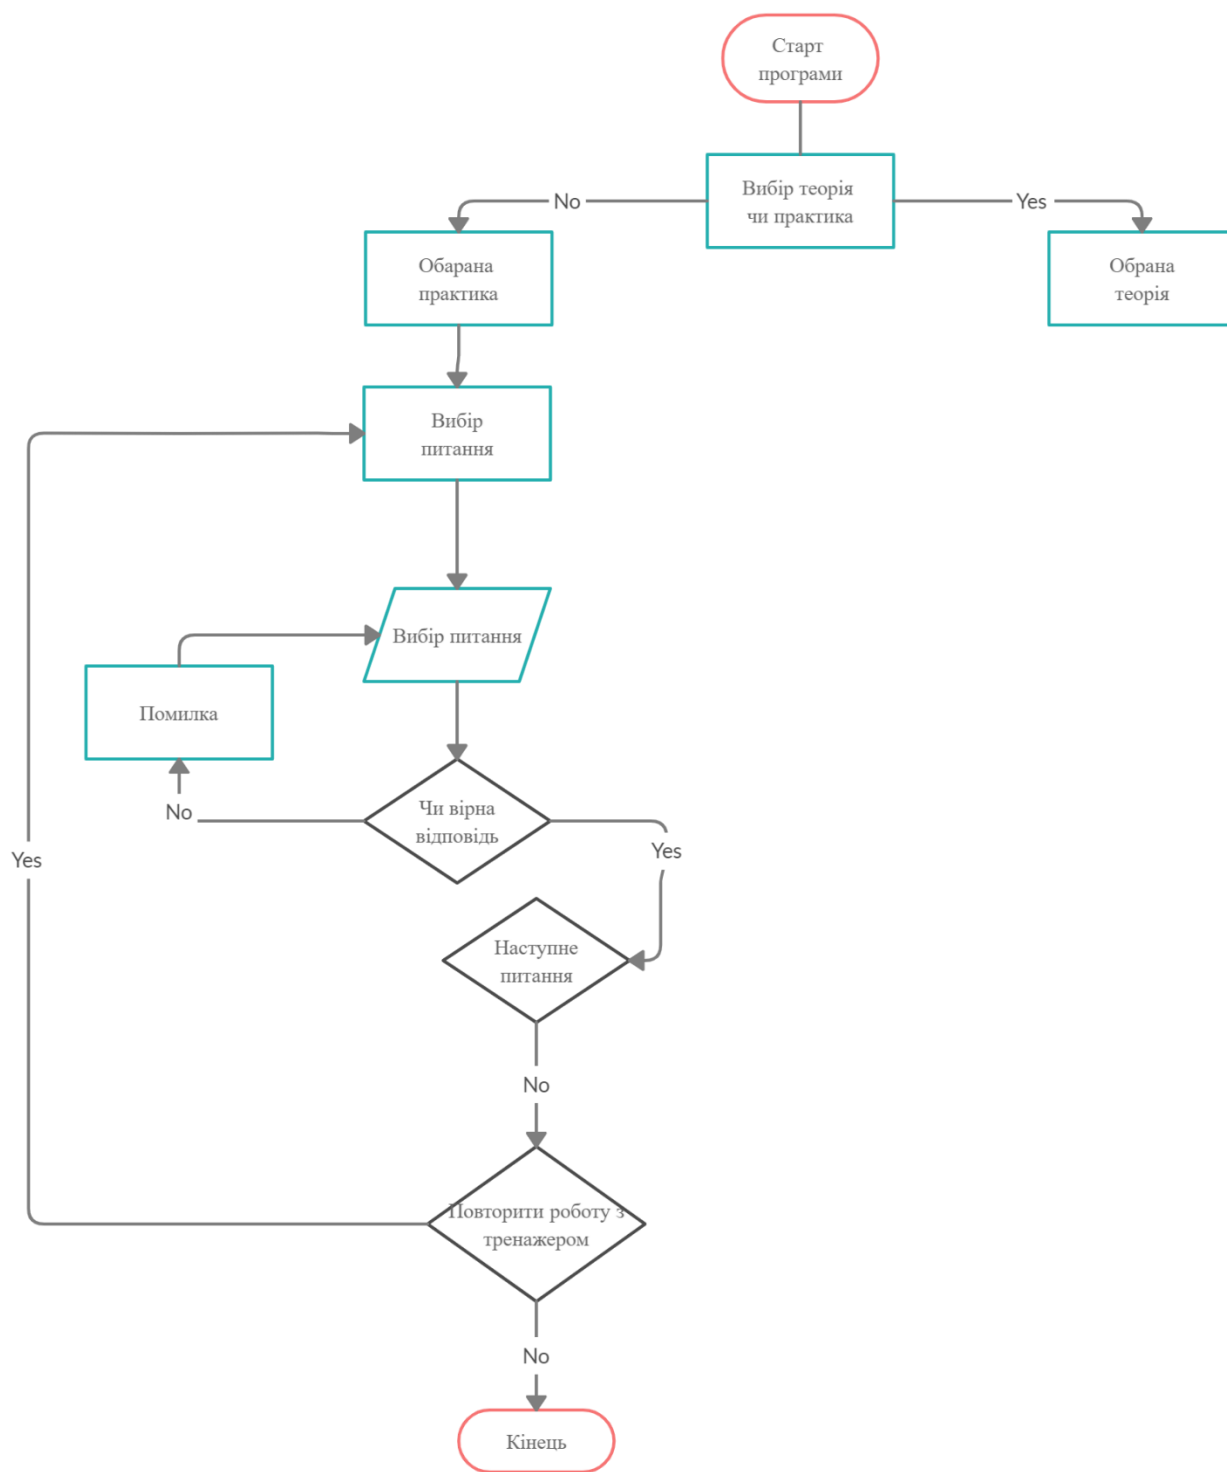 Старт
програми
Вибір теорія
чи практика
No
Yes
Обарана
практика
Обрана
теорія
Вибір
питання
Вибір питання
Помилка
Чи вірна
відповідь
No
Yes
Yes
Наступне
питання
No
Повторити роботу з
тренажером
No
Кінець